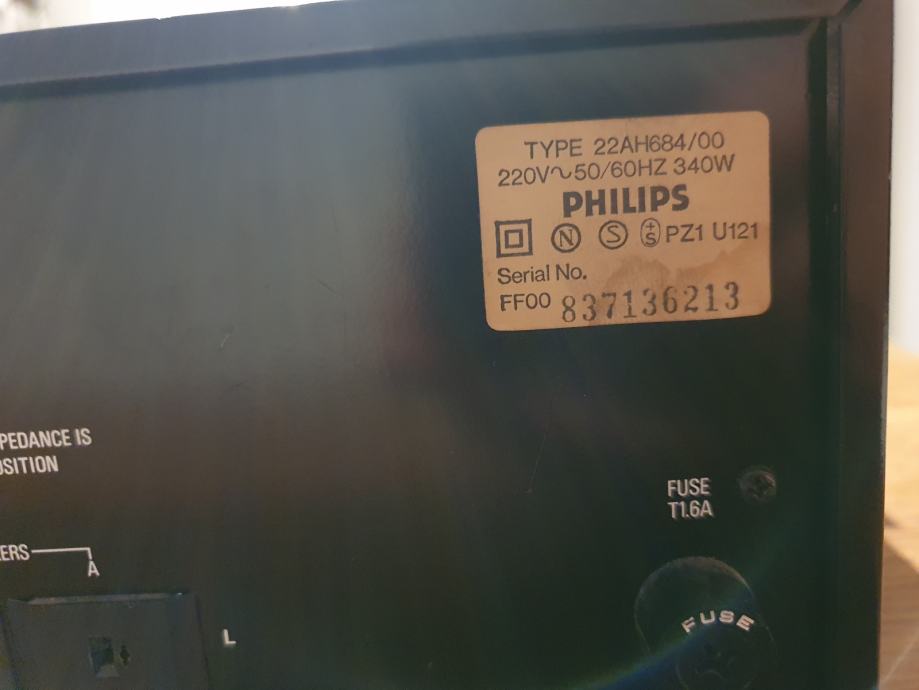 TYPE 22AH684/00
220V~50/60HZ 340W
PHILIPS
N S +S PZ1 U121
Serial No.
FF00 837136213
PEDANCE IS
OSITION
FUSE
T1.6A
ERS
A
L
FUSE